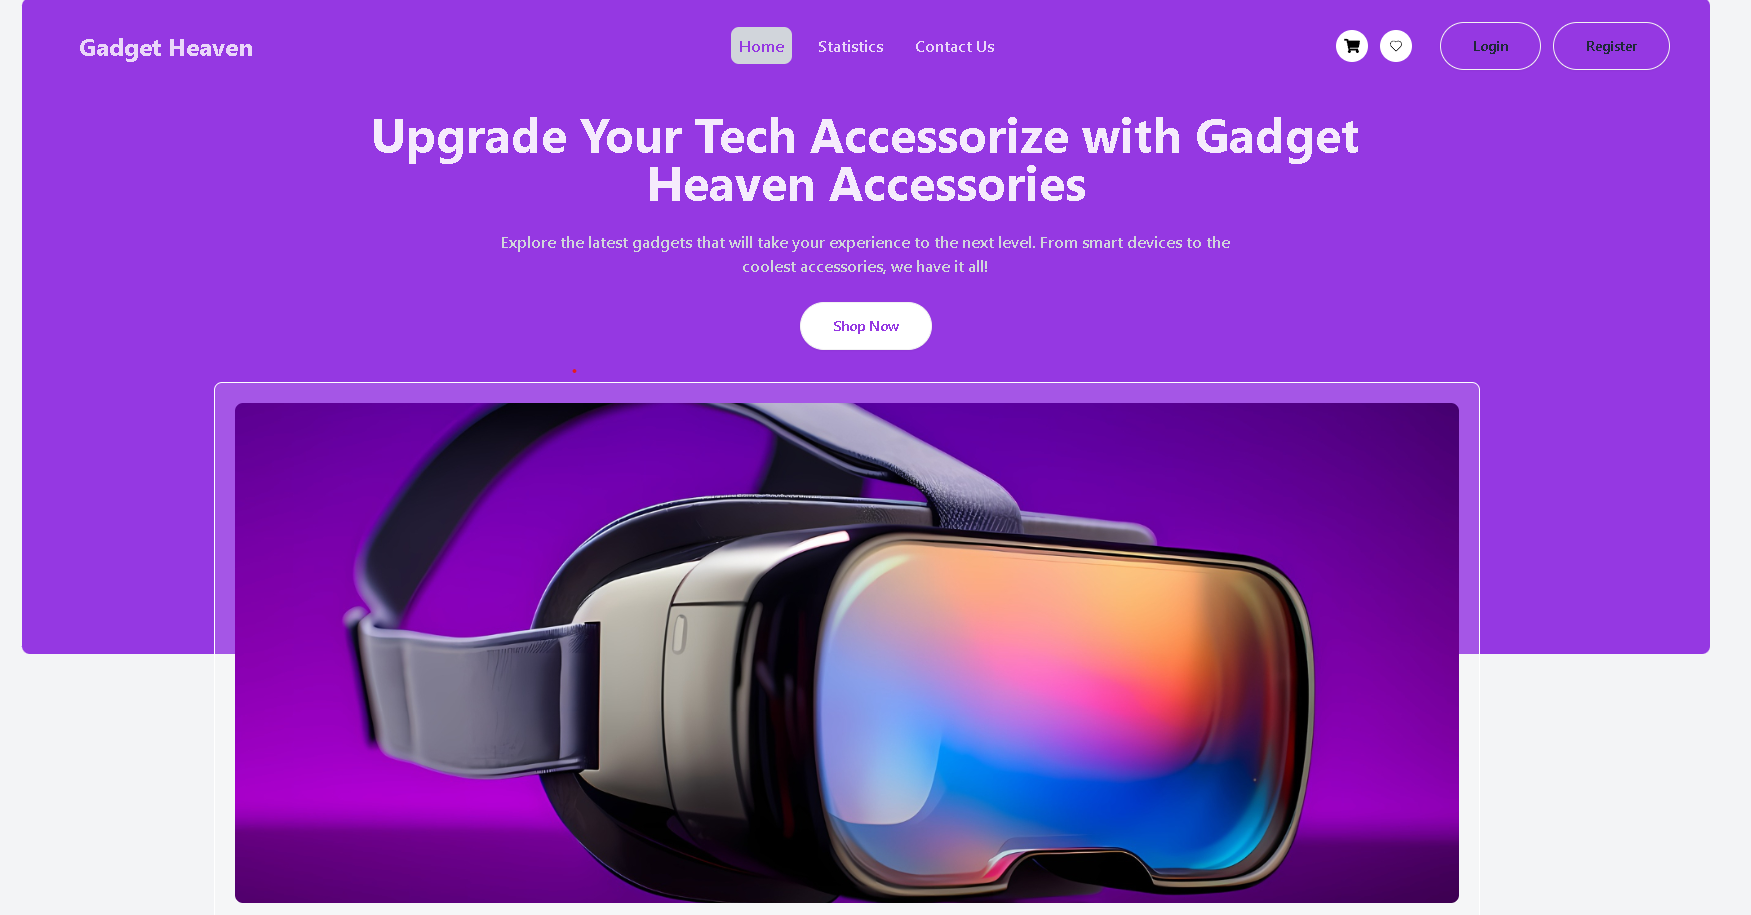 Gadget Heaven
Home
Statistics
Contact Us
Login
Register
Upgrade Your Tech Accessorize with Gadget
Heaven Accessories
Explore the latest gadgets that will take your experience to the next level. From smart devices to the
coolest accessories, we have it all!
Shop Now